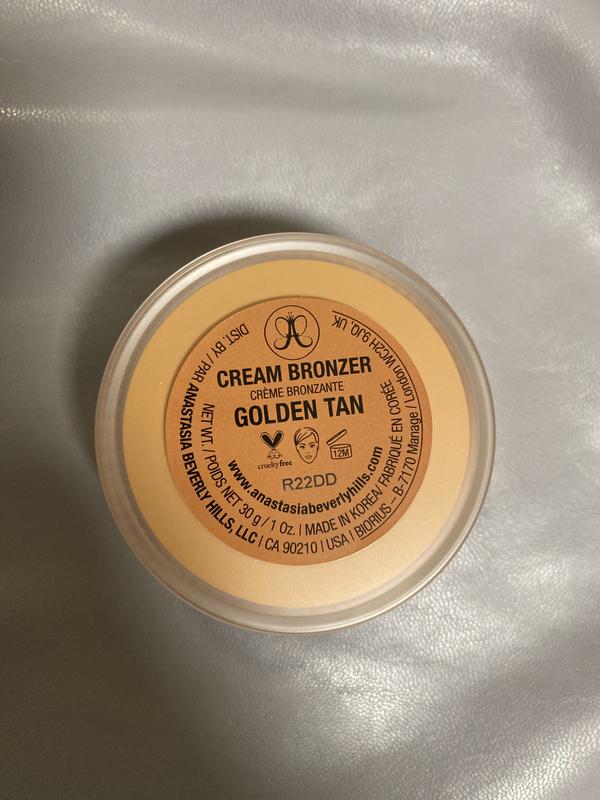 CREAM BRONZER
CRÈME BRONZANTE
GOLDEN TAN
crueltyfree
12M
R22DD
www.anastasiabeverlyhills.com
NET WT. / POIDS NET 30 g / 1 Oz. | MADE IN KOREA/ FABRIQUÉ EN CORÉE
DIST. BY / PAR ANASTASIA BEVERLY HILLS, LLC | CA 90210 | USA | BIORIUS – B-7170 Manage / London WC2H 9JQ, UK